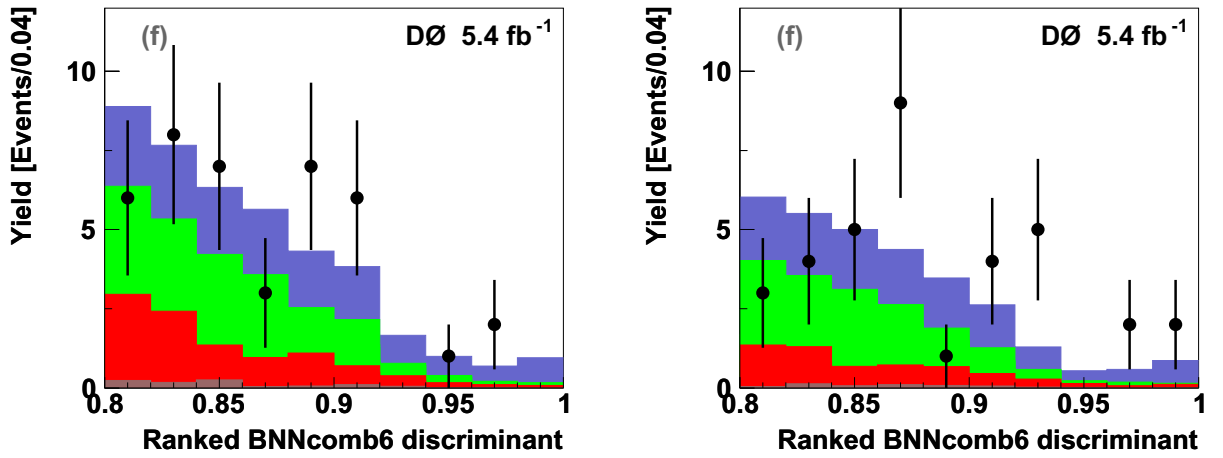 Yield [Events/0.04]
(f)
DØ 5.4 fb⁻¹
10
5
0
0.8
0.85
0.9
0.95
1
Ranked BNNcomb6 discriminant
Yield [Events/0.04]
(f)
DØ 5.4 fb⁻¹
10
5
0
0.8
0.85
0.9
0.95
1
Ranked BNNcomb6 discriminant